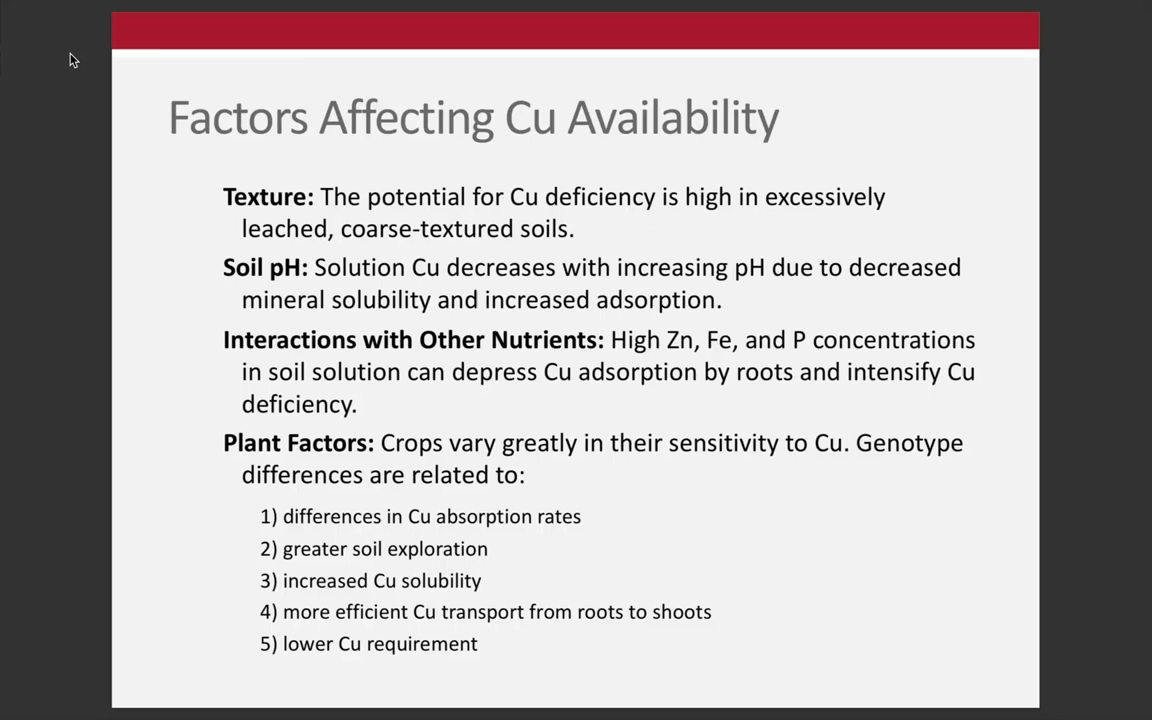 Factors Affecting Cu Availability
Texture: The potential for Cu deficiency is high in excessively
leached, coarse-textured soils.
Soil pH: Solution Cu decreases with increasing pH due to decreased
mineral solubility and increased adsorption.
Interactions with Other Nutrients: High Zn, Fe, and P concentrations
in soil solution can depress Cu adsorption by roots and intensify Cu
deficiency.
Plant Factors: Crops vary greatly in their sensitivity to Cu. Genotype
differences are related to:
1) differences in Cu absorption rates
2) greater soil exploration
3) increased Cu solubility
4) more efficient Cu transport from roots to shoots
5) lower Cu requirement